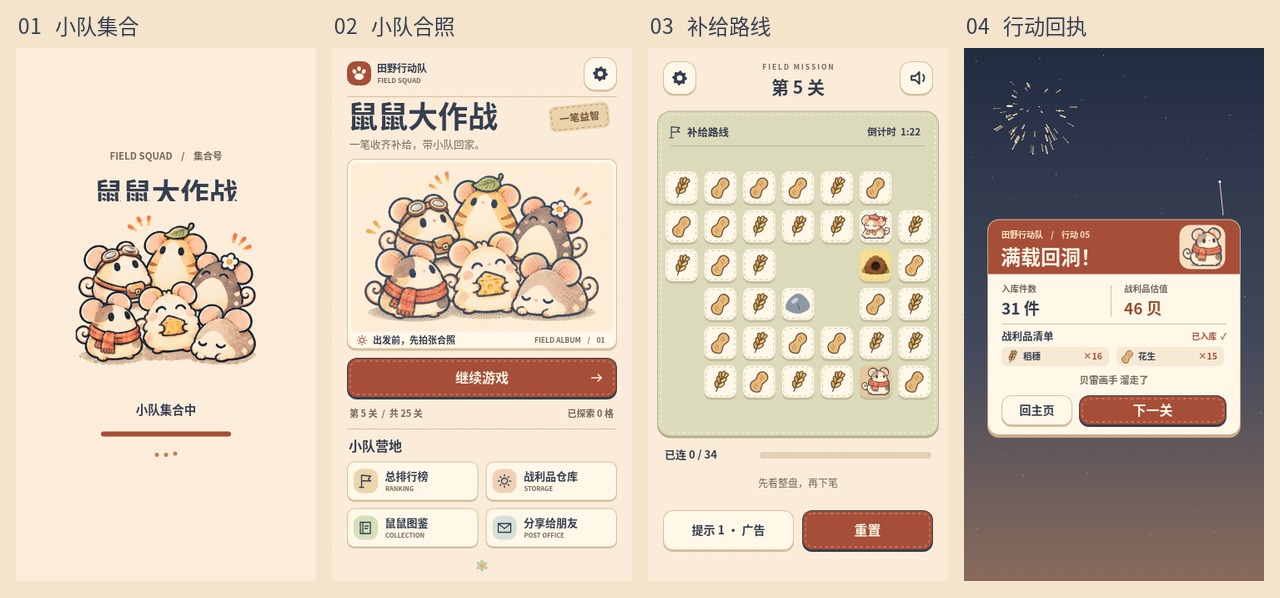 01 小队集合
FIELD SQUAD / 集合号
鼠鼠大作战
小队集合中
02 小队合照
田野行动队
FIELD SQUAD
鼠鼠大作战
一笔益智
一笔收齐补给，带小队回家。
出发前，先拍张合照
FIELD ALBUM / 01
继续游戏 →
第 5 关 / 共 25 关
已探索 0 格
小队营地
总排行榜
RANKING
战利品仓库
STORAGE
鼠鼠图鉴
COLLECTION
分享给朋友
POST OFFICE
03 补给路线
FIELD MISSION
第 5 关
补给路线
倒计时 1:22
已连 0 / 34
先看整盘，再下笔
提示 1 · 广告
重置
04 行动回执
田野行动队 / 行动 05
满载回洞！
入库件数
31 件
战利品估值
46 贝
战利品清单
已入库 ✓
稻穗 ×16
花生 ×15
贝雷画手 溜走了
回主页
下一关